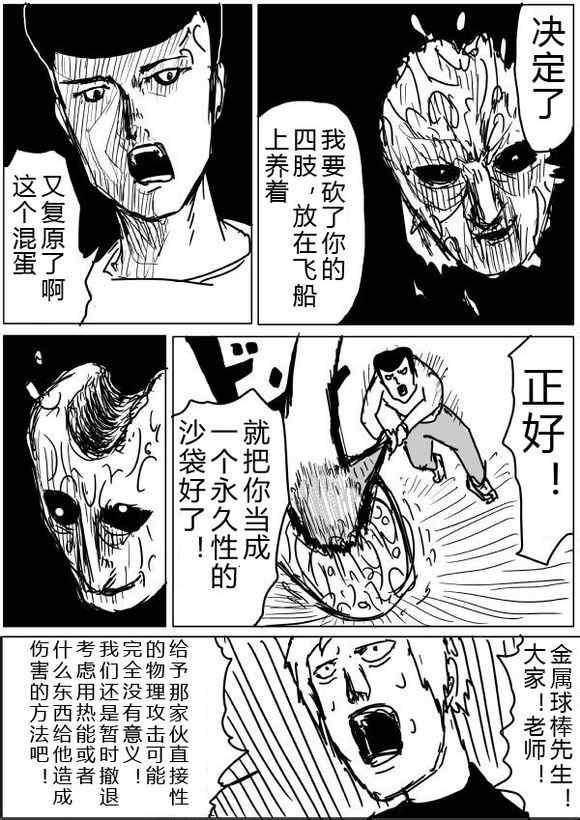 决定了
我要砍了你的
四肢，放在飞船
上养着
又复原了啊
这个混蛋
正好！
ドン
就把你当成
一个永久性的
沙袋好了！
金属球棒先生！
大家！老师！
给予那家伙直接性
的物理攻击可能
完全没有意义！
我们还是暂时撤退
考虑用热能或者
什么东西给他造成
伤害的方法吧！